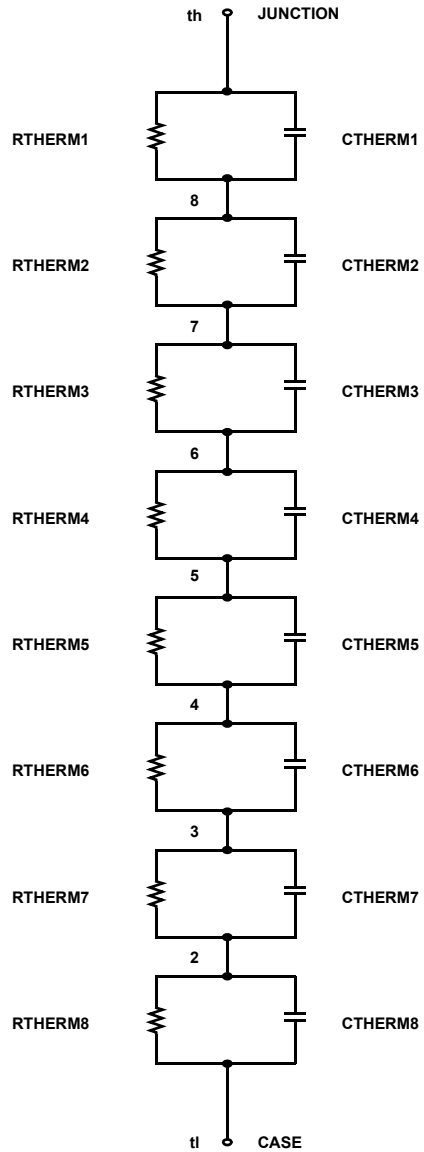 th JUNCTION
RTHERM1 CTHERM1
8
RTHERM2 CTHERM2
7
RTHERM3 CTHERM3
6
RTHERM4 CTHERM4
5
RTHERM5 CTHERM5
4
RTHERM6 CTHERM6
3
RTHERM7 CTHERM7
2
RTHERM8 CTHERM8
tl CASE